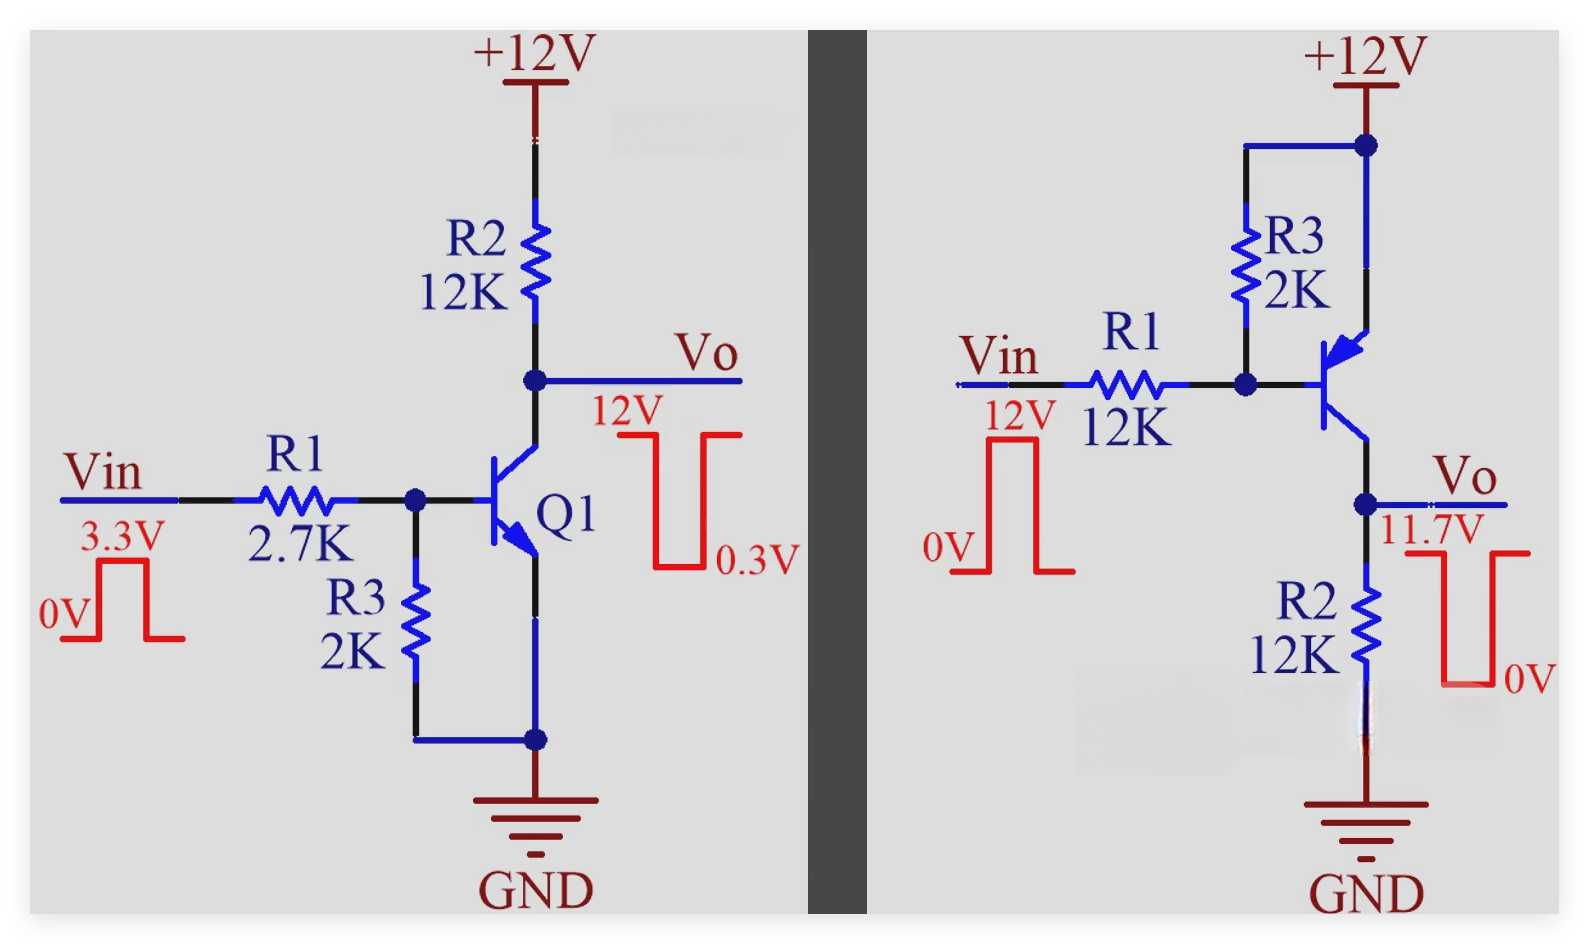 +12V
R2
12K
Vo
12V
0.3V
Vin
3.3V
0V
R1
2.7K
Q1
R3
2K
GND
+12V
R3
2K
Vin
12V
0V
R1
12K
Vo
11.7V
0V
R2
12K
GND